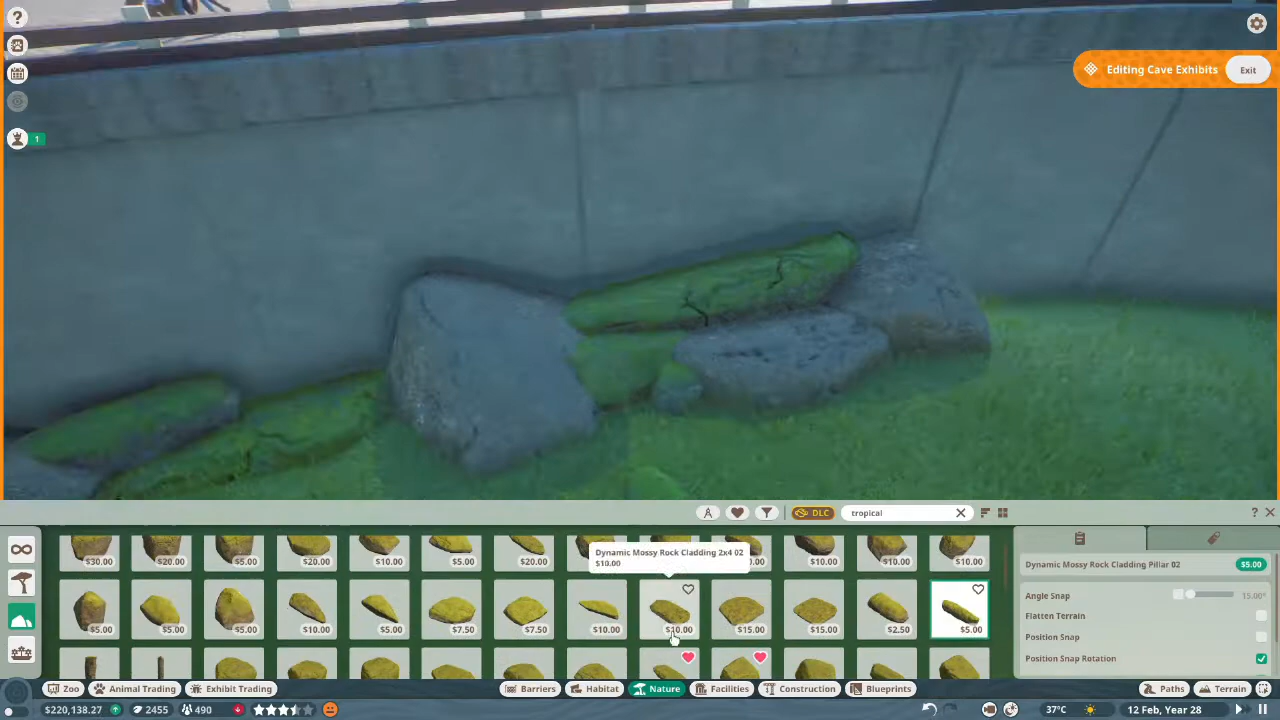 ?
Editing Cave Exhibits Exit
1
DLC tropical ? X
$30.00 $20.00 $5.00 $20.00 $10.00 $5.00 $20.00 $10.00 $10.00 $10.00
Dynamic Mossy Rock Cladding 2x4 02
$10.00
$5.00 $5.00 $5.00 $10.00 $5.00 $7.50 $7.50 $10.00 $10.00 $15.00 $15.00 $2.50 $5.00
Dynamic Mossy Rock Cladding Pillar 02 $5.00
Angle Snap 15.00°
Flatten Terrain
Position Snap
Position Snap Rotation
Zoo Animal Trading Exhibit Trading Barriers Habitat Nature Facilities Construction Blueprints Paths Terrain
$220,138.27 2455 490 37°C 12 Feb, Year 28